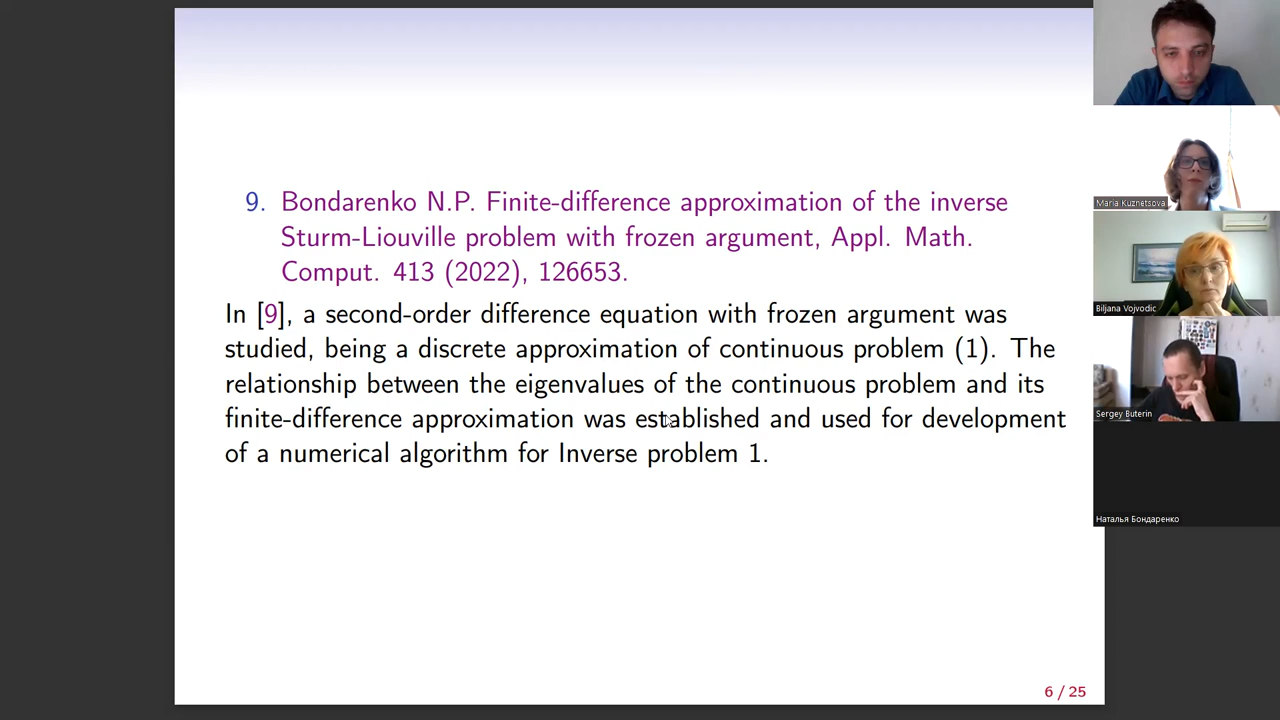 9. Bondarenko N.P. Finite-difference approximation of the inverse
Sturm-Liouville problem with frozen argument, Appl. Math.
Comput. 413 (2022), 126653.
In [9], a second-order difference equation with frozen argument was
studied, being a discrete approximation of continuous problem (1). The
relationship between the eigenvalues of the continuous problem and its
finite-difference approximation was established and used for development
of a numerical algorithm for Inverse problem 1.
6 / 25
Maria Kuznetsova
Biljana Vojvodic
Sergey Buterin
Наталья Бондаренко